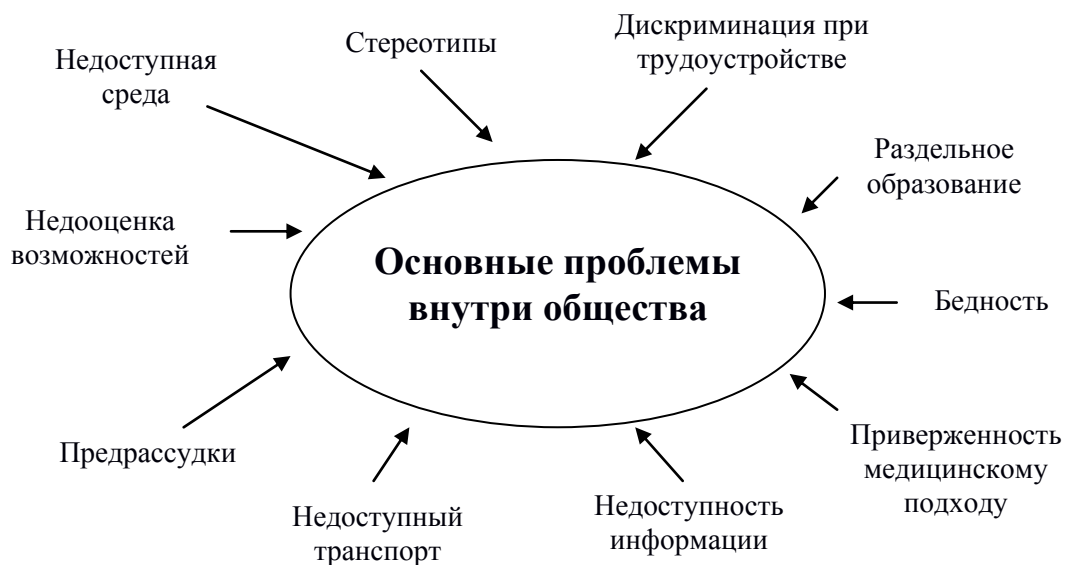 Стереотипы
Дискриминация при
трудоустройстве
Недоступная
среда
Раздельное
образование
Недооценка
возможностей
Основные проблемы
внутри общества
Бедность
Предрассудки
Приверженность
медицинскому
подходу
Недоступный
транспорт
Недоступность
информации